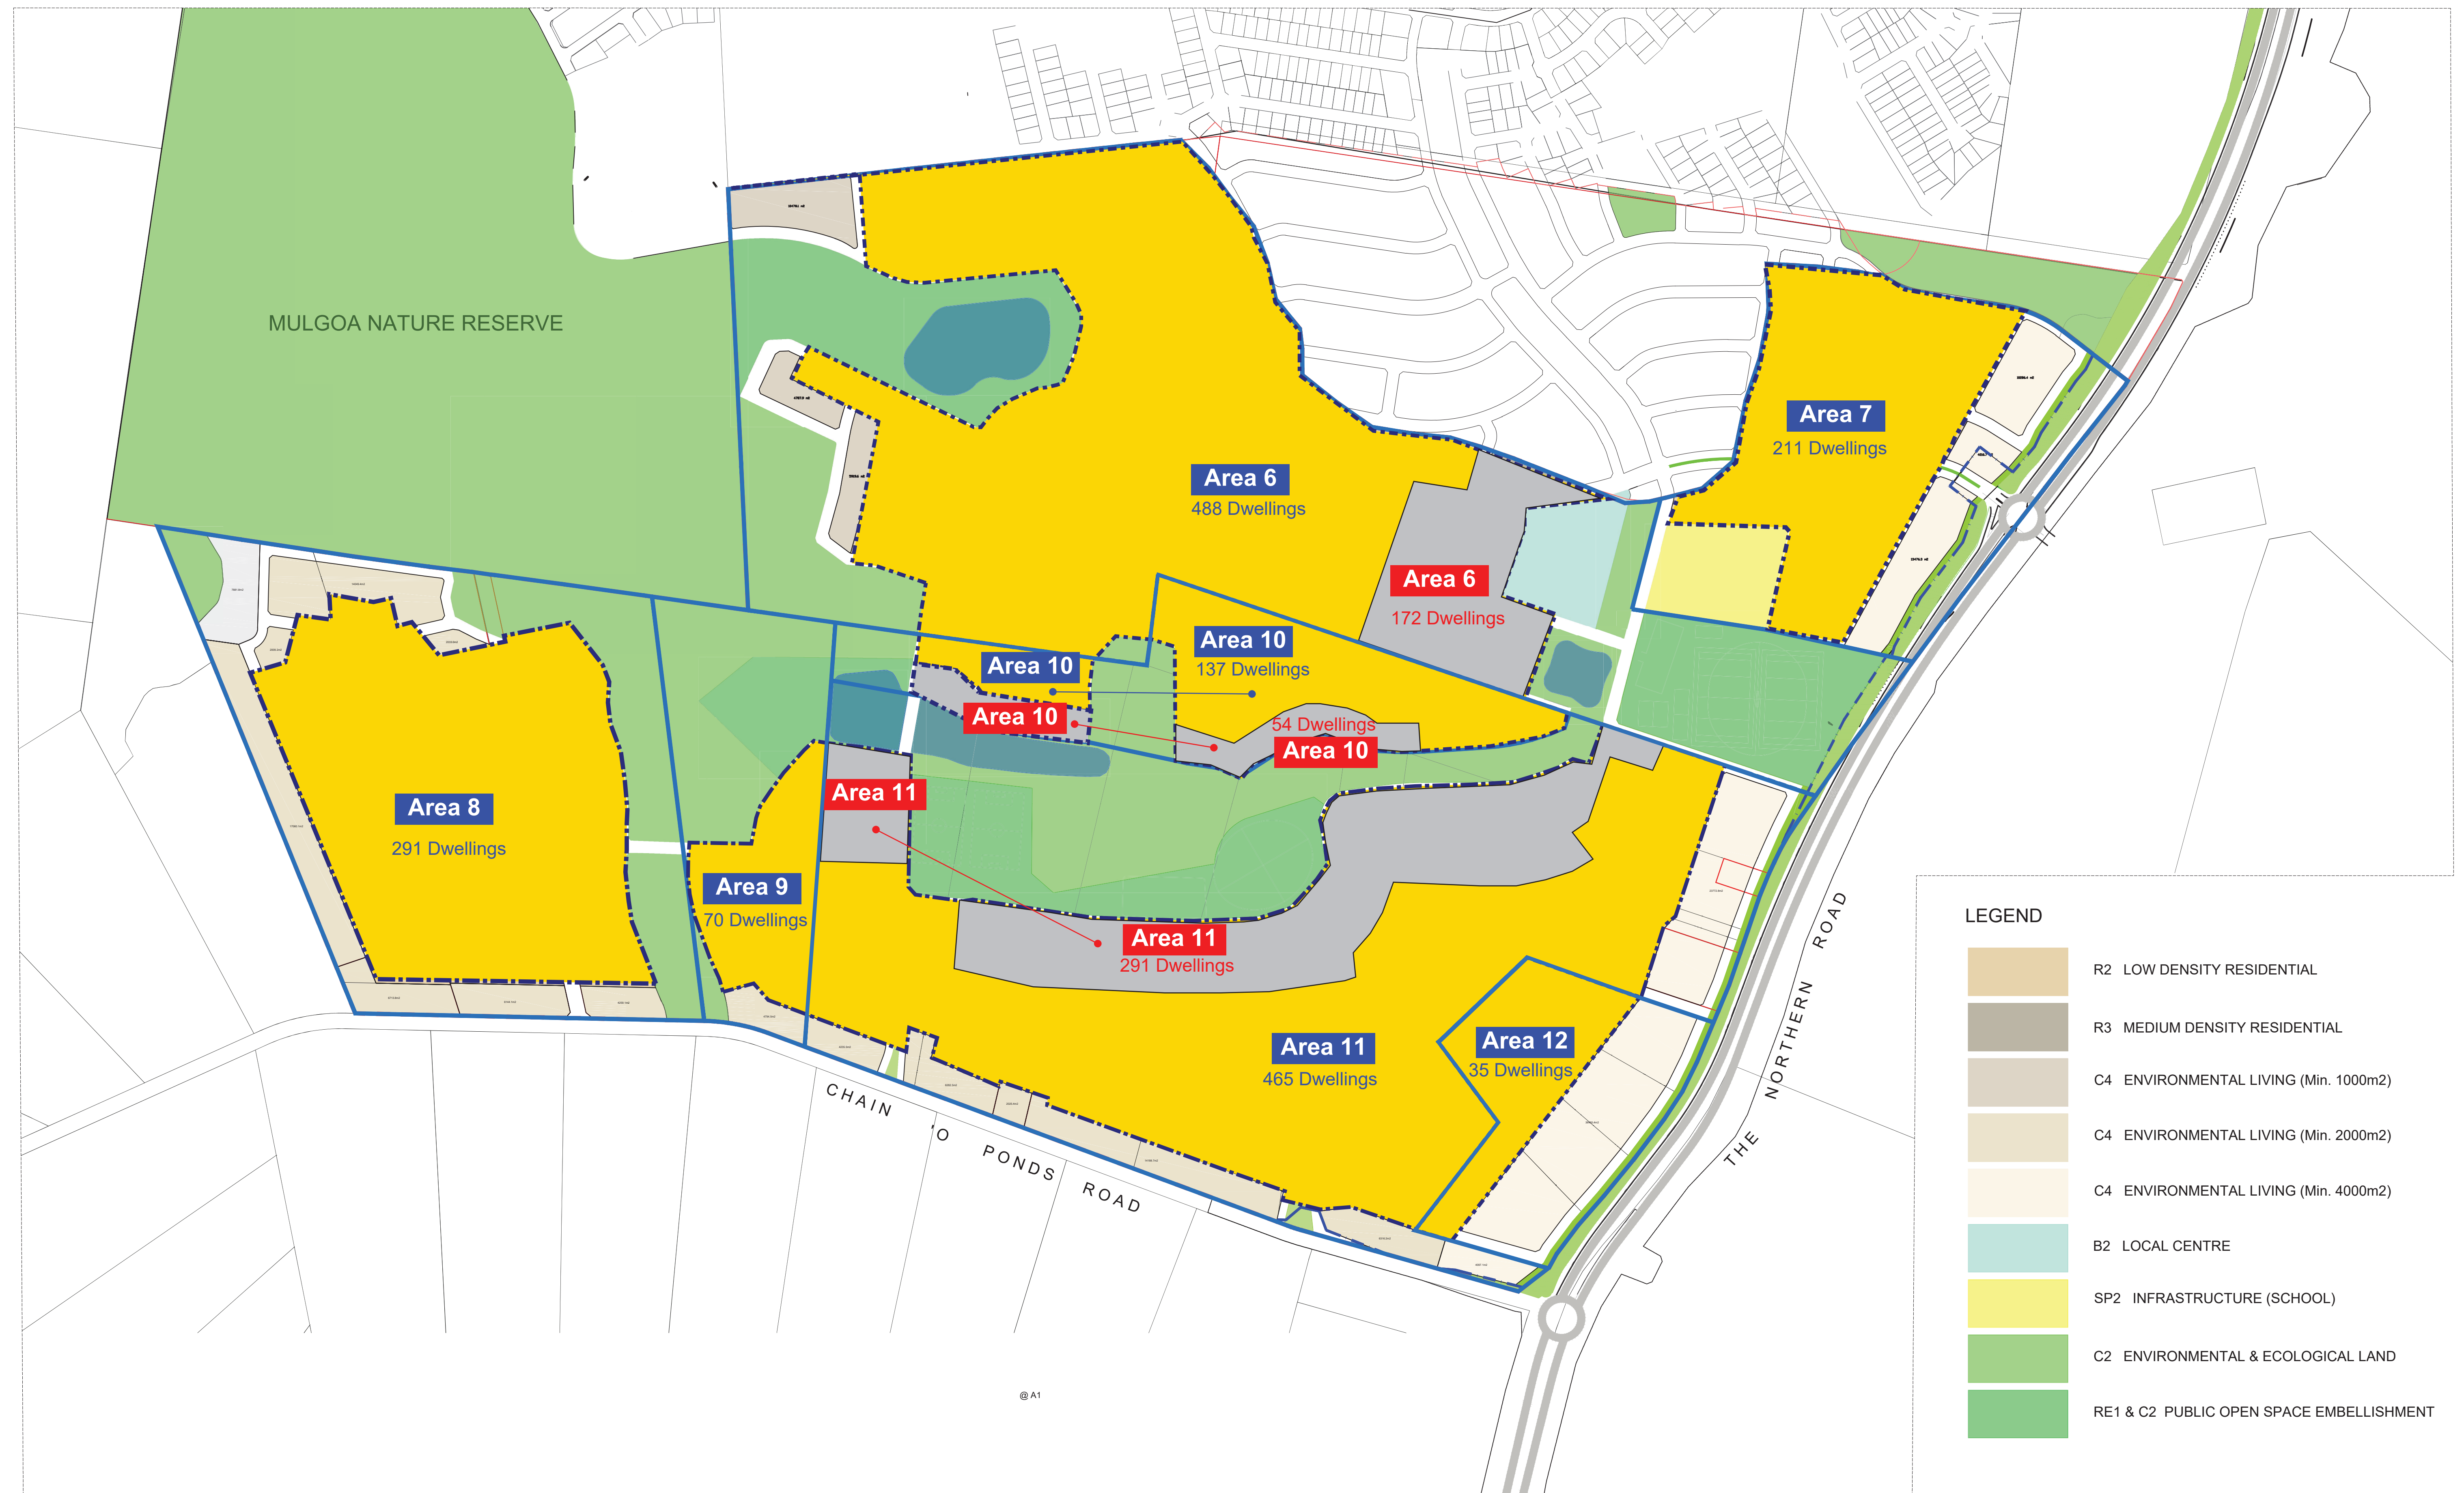 MULGOA NATURE RESERVE
Area 7
211 Dwellings
Area 6
488 Dwellings
Area 6
172 Dwellings
Area 10
137 Dwellings
Area 10
Area 10
54 Dwellings
Area 10
Area 8
291 Dwellings
Area 11
Area 9
70 Dwellings
Area 11
291 Dwellings
Area 11
465 Dwellings
Area 12
35 Dwellings
CHAIN 'O PONDS ROAD
THE NORTHERN ROAD
@ A1
LEGEND
R2 LOW DENSITY RESIDENTIAL
R3 MEDIUM DENSITY RESIDENTIAL
C4 ENVIRONMENTAL LIVING (Min. 1000m2)
C4 ENVIRONMENTAL LIVING (Min. 2000m2)
C4 ENVIRONMENTAL LIVING (Min. 4000m2)
B2 LOCAL CENTRE
SP2 INFRASTRUCTURE (SCHOOL)
C2 ENVIRONMENTAL & ECOLOGICAL LAND
RE1 & C2 PUBLIC OPEN SPACE EMBELLISHMENT